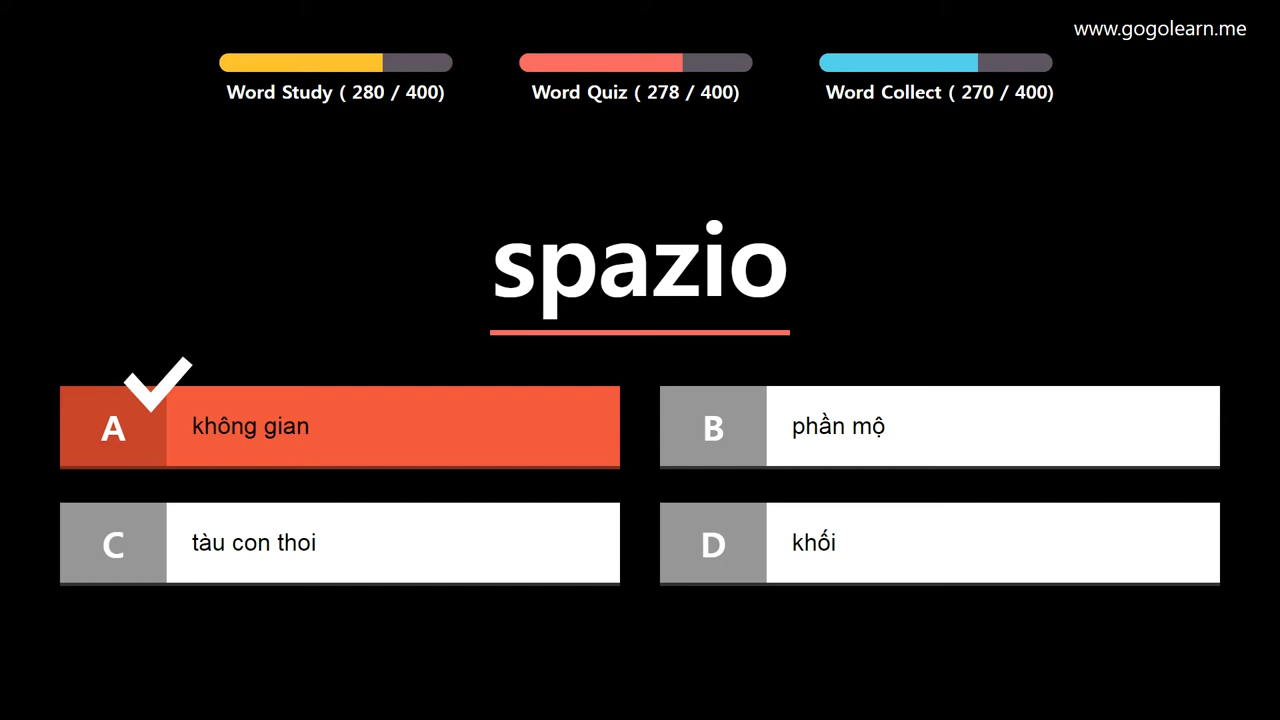 www.gogolearn.me
Word Study ( 280 / 400)
Word Quiz ( 278 / 400)
Word Collect ( 270 / 400)
spazio
A không gian
B phần mộ
C tàu con thoi
D khối